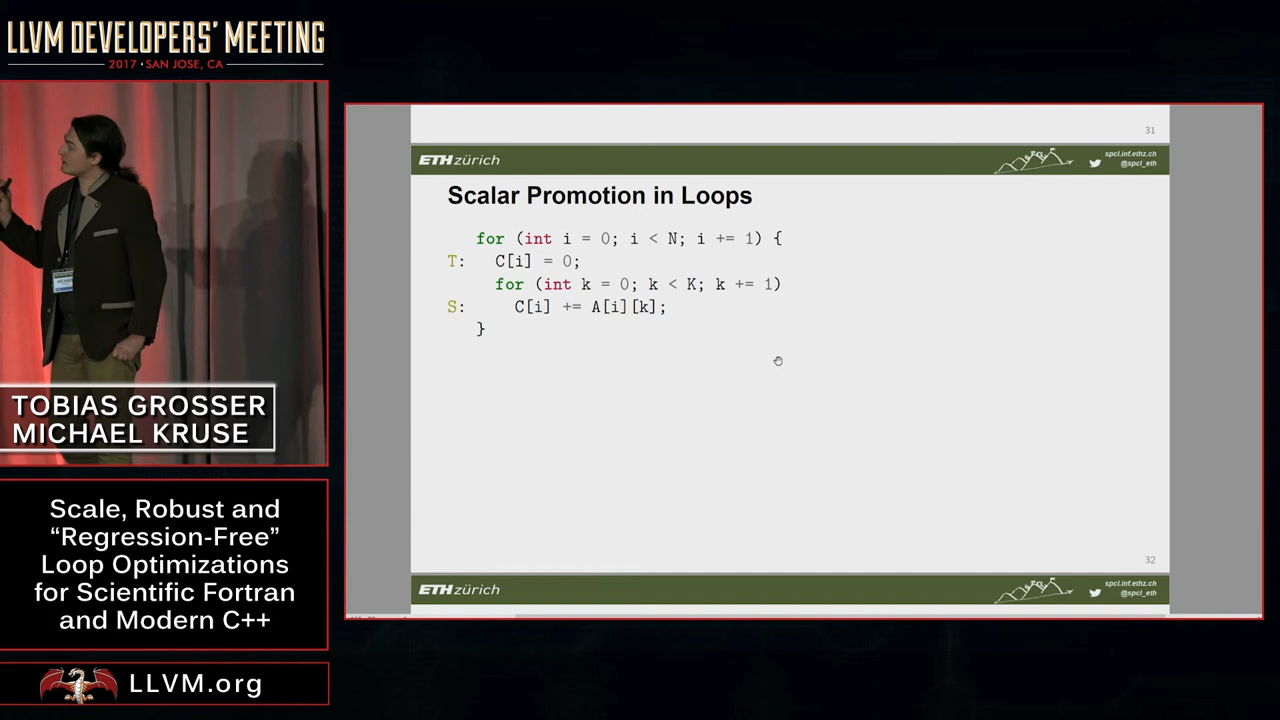 LLVM DEVELOPERS' MEETING
2017 · SAN JOSE, CA
TOBIAS GROSSER
MICHAEL KRUSE
Scale, Robust and
“Regression-Free”
Loop Optimizations
for Scientific Fortran
and Modern C++
LLVM.org
31
ETH zürich
spcl.inf.ethz.ch
@spcl_eth
Scalar Promotion in Loops
for (int i = 0; i < N; i += 1) {
T: C[i] = 0;
for (int k = 0; k < K; k += 1)
S: C[i] += A[i][k];
}
32
ETH zürich
spcl.inf.ethz.ch
@spcl_eth